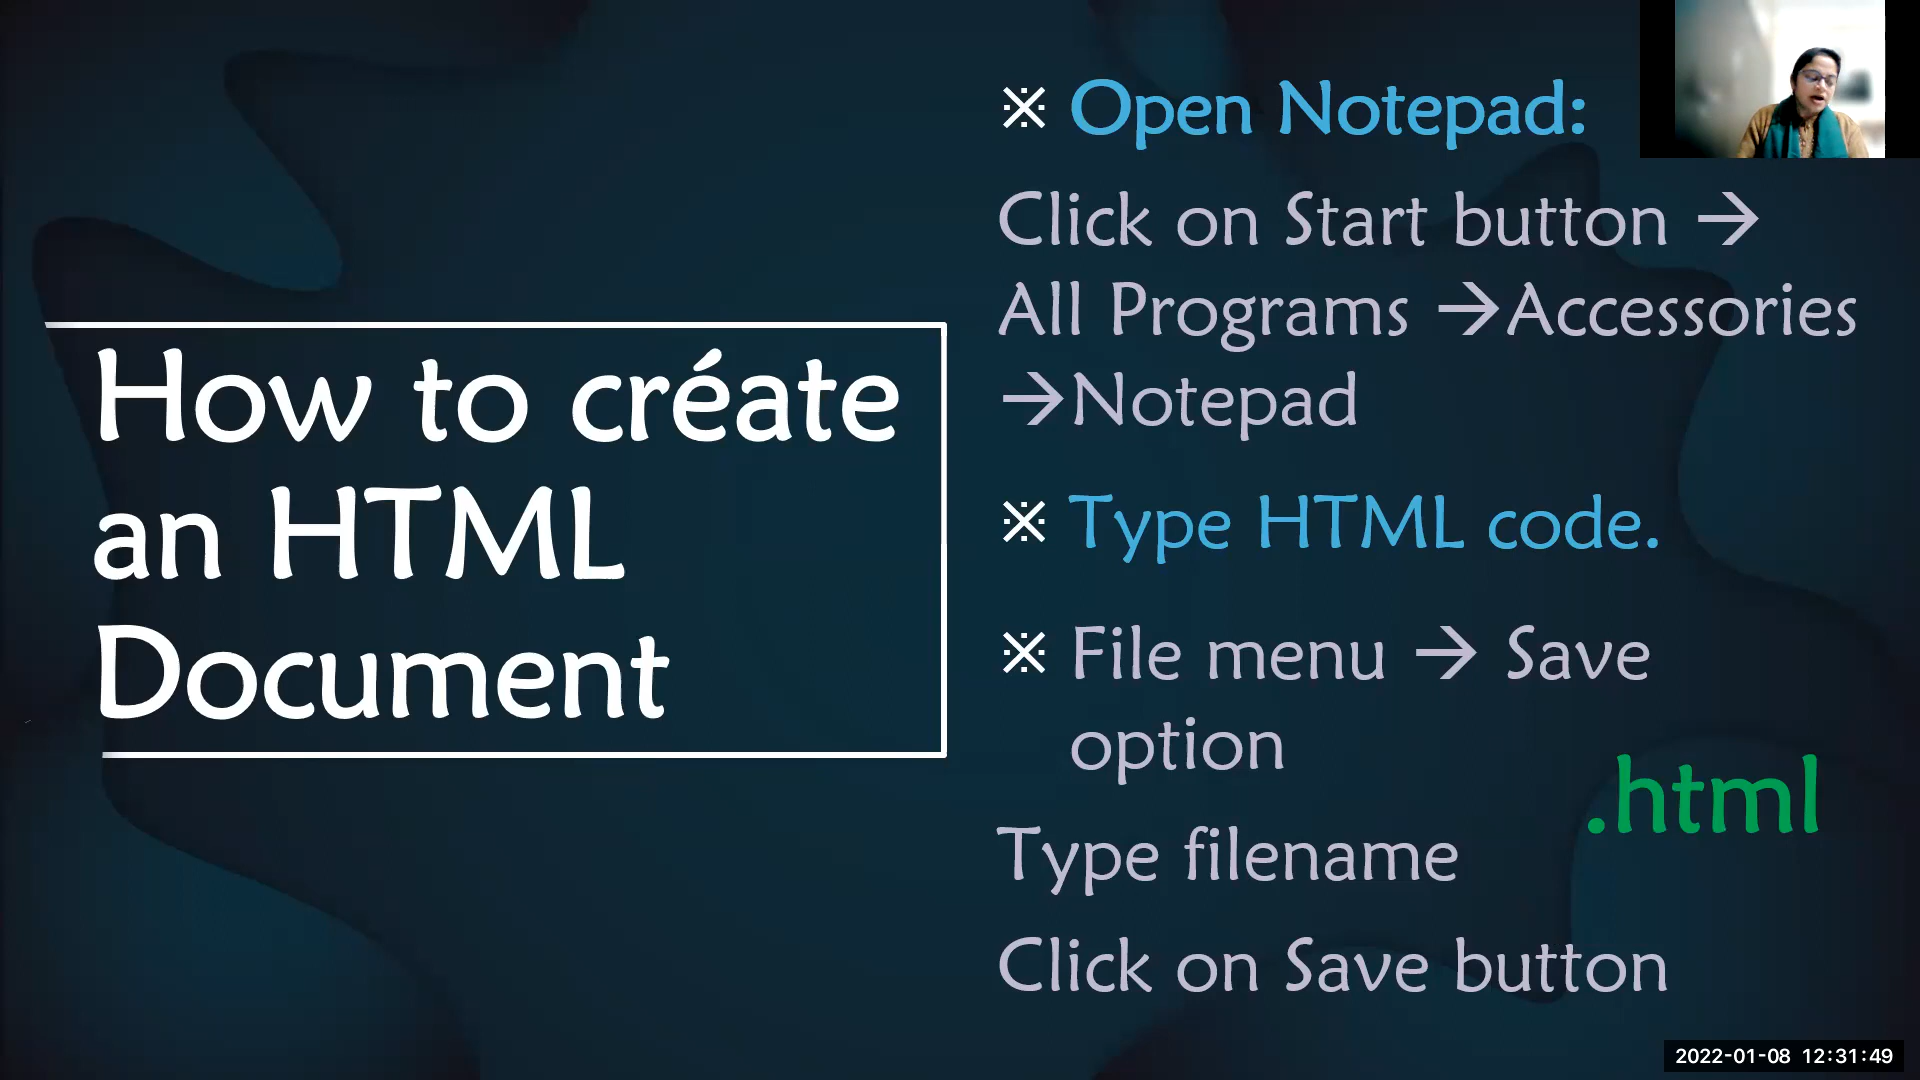 How to créate
an HTML
Document
※ Open Notepad:
Click on Start button →
All Programs →Accessories
→Notepad
※ Type HTML code.
※ File menu → Save
option
.html
Type filename
Click on Save button
2022-01-08 12:31:49